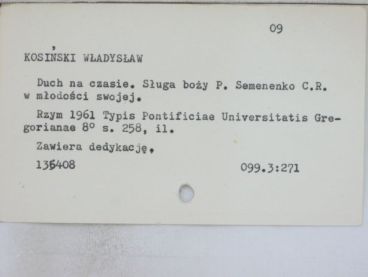 09
KOSIŃSKI WŁADYSŁAW
Duch na czasie. Sługa boży P. Semenenko C.R.
w młodości swojej.
Rzym 1961 Typis Pontificiae Universitatis Gre-
gorianae 8° s. 258, il.
Zawiera dedykację.
135408 099.3:271